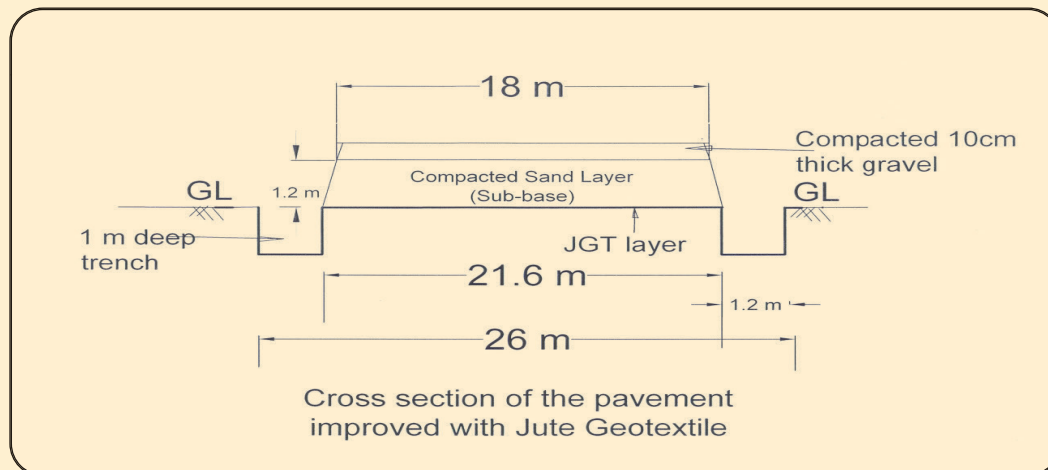 18 m
Compacted 10cm
thick gravel
Compacted Sand Layer
(Sub-base)
1.2 m
GL
GL
1 m deep
trench
JGT layer
21.6 m
1.2 m
26 m
Cross section of the pavement
improved with Jute Geotextile